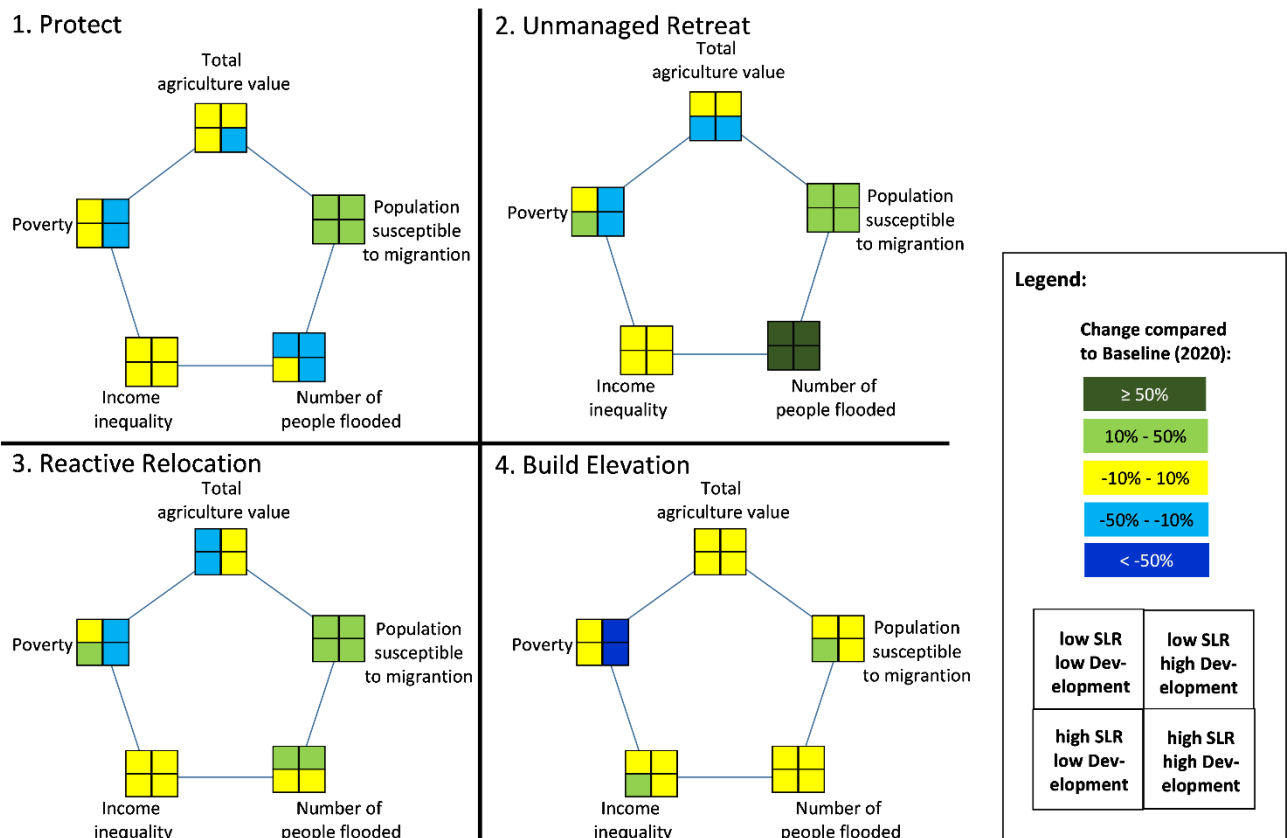 1. Protect
Total
agriculture value
Poverty
Population
susceptible
to migrantion
Income
inequality
Number of
people flooded
2. Unmanaged Retreat
Total
agriculture value
Poverty
Population
susceptible
to migrantion
Income
inequality
Number of
people flooded
3. Reactive Relocation
Total
agriculture value
Poverty
Population
susceptible
to migrantion
Income
inequality
Number of
people flooded
4. Build Elevation
Total
agriculture value
Poverty
Population
susceptible
to migrantion
Income
inequality
Number of
people flooded
Legend:
Change compared
to Baseline (2020):
≥ 50%
10% - 50%
-10% - 10%
-50% - -10%
< -50%
low SLR
low Dev-
elopment
low SLR
high Dev-
elopment
high SLR
low Dev-
elopment
high SLR
high Dev-
elopment